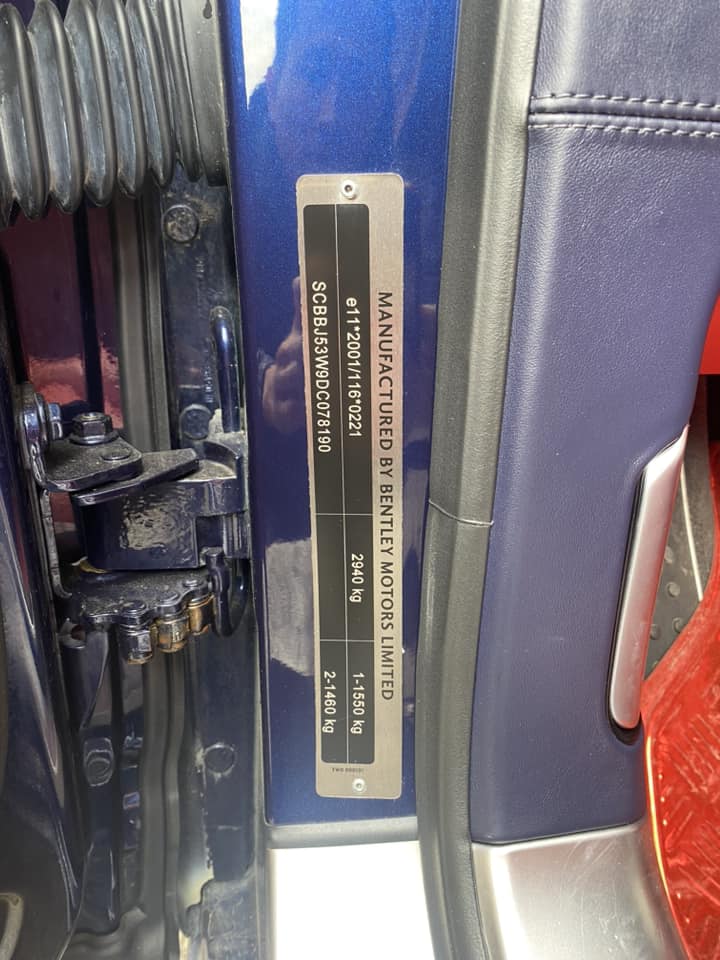 MANUFACTURED BY BENTLEY MOTORS LIMITED
e11*2001/116*0221
2940 kg
1-1550 kg
SCBBJ53W9DC078190
2-1460 kg